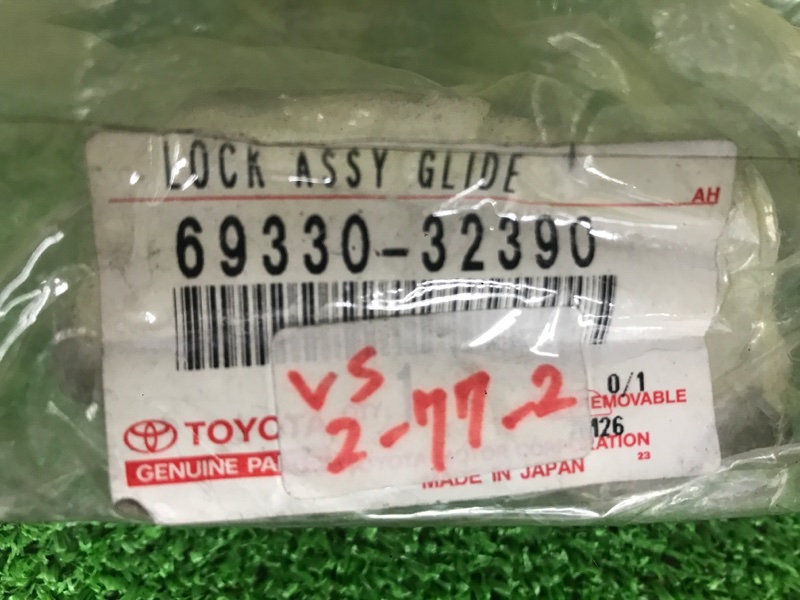 LOCK ASSY GLIDE
AH
69330-32390
VS
2-77-2
0/1
EMOVABLE
126
TOYO
RATION
23
GENUINE PA
MADE IN JAPAN